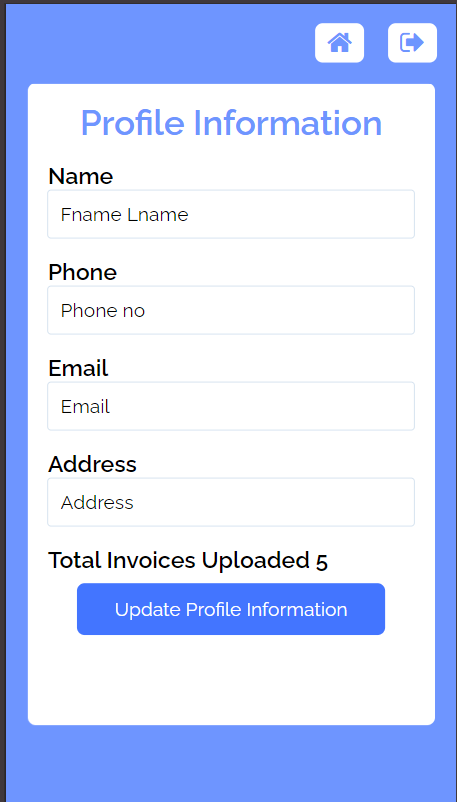 Profile Information
Name
Fname Lname
Phone
Phone no
Email
Email
Address
Address
Total Invoices Uploaded 5
Update Profile Information